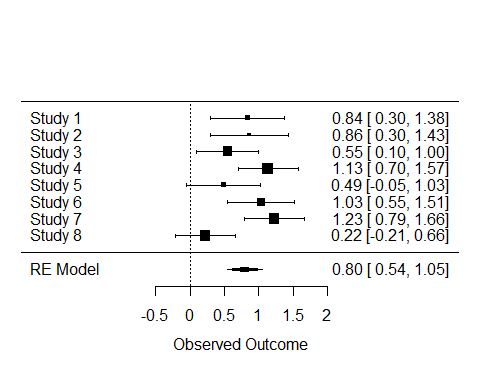 Study 1 0.84 [ 0.30, 1.38]
Study 2 0.86 [ 0.30, 1.43]
Study 3 0.55 [ 0.10, 1.00]
Study 4 1.13 [ 0.70, 1.57]
Study 5 0.49 [-0.05, 1.03]
Study 6 1.03 [ 0.55, 1.51]
Study 7 1.23 [ 0.79, 1.66]
Study 8 0.22 [-0.21, 0.66]
RE Model 0.80 [ 0.54, 1.05]
-0.5 0 0.5 1 1.5 2
Observed Outcome